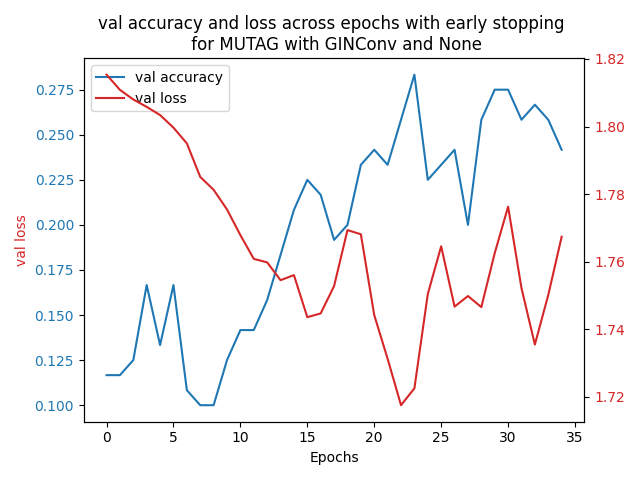 val accuracy and loss across epochs with early stopping
for MUTAG with GINConv and None
val accuracy
val loss
0.275
0.250
0.225
0.200
0.175
0.150
0.125
0.100
val loss
1.82
1.80
1.78
1.76
1.74
1.72
0 5 10 15 20 25 30 35
Epochs